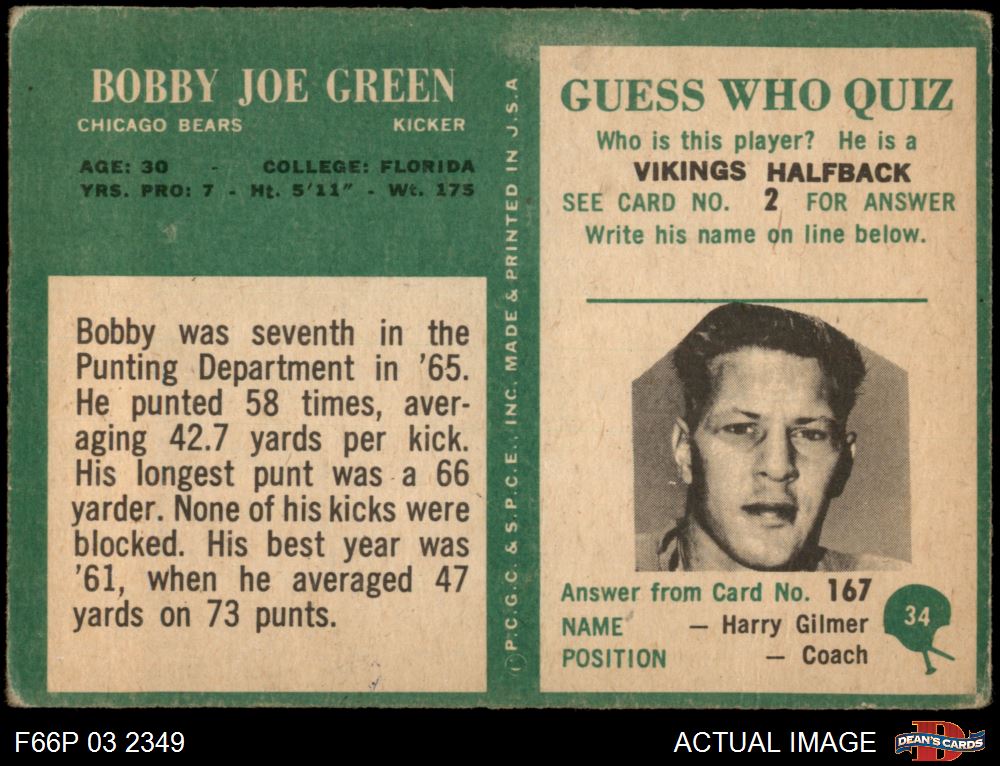 BOBBY JOE GREEN
CHICAGO BEARS KICKER
AGE: 30 - COLLEGE: FLORIDA
YRS. PRO: 7 - Ht. 5'11" - Wt. 175
Bobby was seventh in the
Punting Department in '65.
He punted 58 times, aver-
aging 42.7 yards per kick.
His longest punt was a 66
yarder. None of his kicks were
blocked. His best year was
'61, when he averaged 47
yards on 73 punts.
P.C.G.C. & S.P.C.E., INC. MADE & PRINTED IN U.S.A
GUESS WHO QUIZ
Who is this player? He is a
VIKINGS HALFBACK
SEE CARD NO. 2 FOR ANSWER
Write his name on line below.
Answer from Card No. 167
NAME — Harry Gilmer
POSITION — Coach
34
F66P 03 2349
ACTUAL IMAGE
D
DEAN'S CARDS